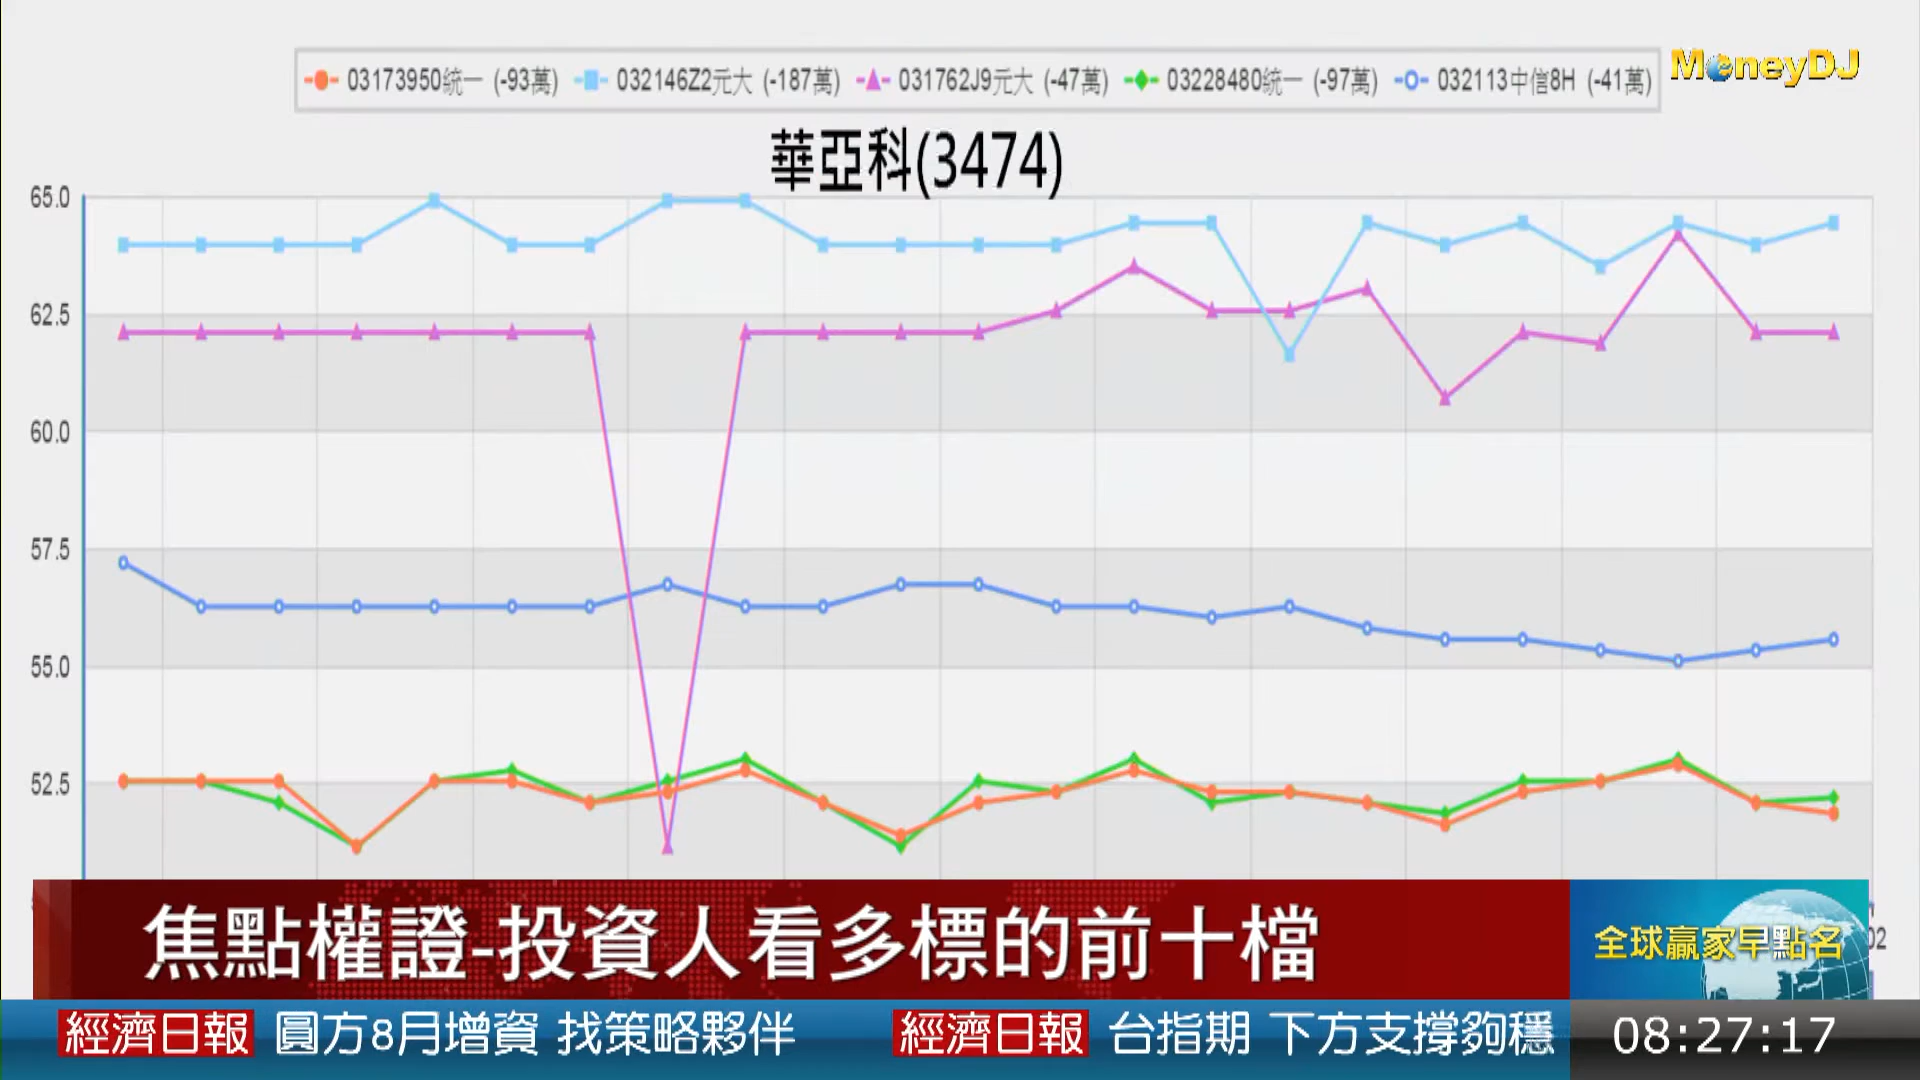 03173950統一 (-93萬) 032146Z2元大 (-187萬) 031762J9元大 (-47萬) 03228480統一 (-97萬) 032113中信8H (-41萬)
MoneyDJ
華亞科(3474)
65.0
62.5
60.0
57.5
55.0
52.5
焦點權證-投資人看多標的前十檔
全球贏家早點名
02
經濟日報 圓方8月增資 找策略夥伴 經濟日報 台指期 下方支撐夠穩
08:27:17